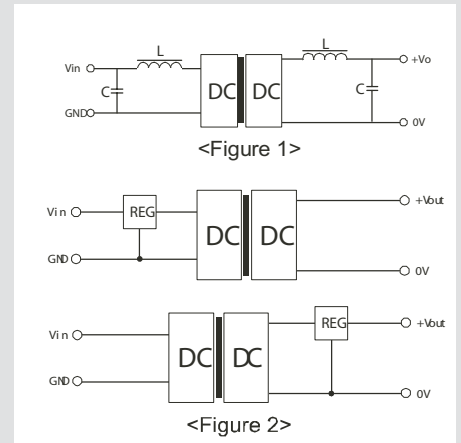 L
L
Vin
+Vo
C
DC DC
C
GND
0V
<Figure 1>
Vin
REG
+Vout
DC DC
GND
0V
Vin
REG
+Vout
DC DC
GND
0V
<Figure 2>